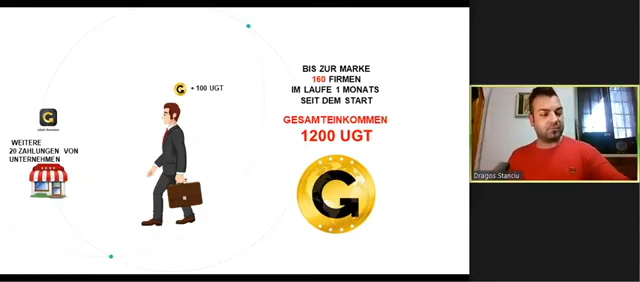 BIS ZUR MARKE
160 FIRMEN
IM LAUFE 1 MONATS
SEIT DEM START
GESAMTEINKOMMEN
1200 UGT
+ 100 UGT
WEITERE
20 ZAHLUNGEN VON
UNTERNEHMEN
SHOP
Dragos Stanciu